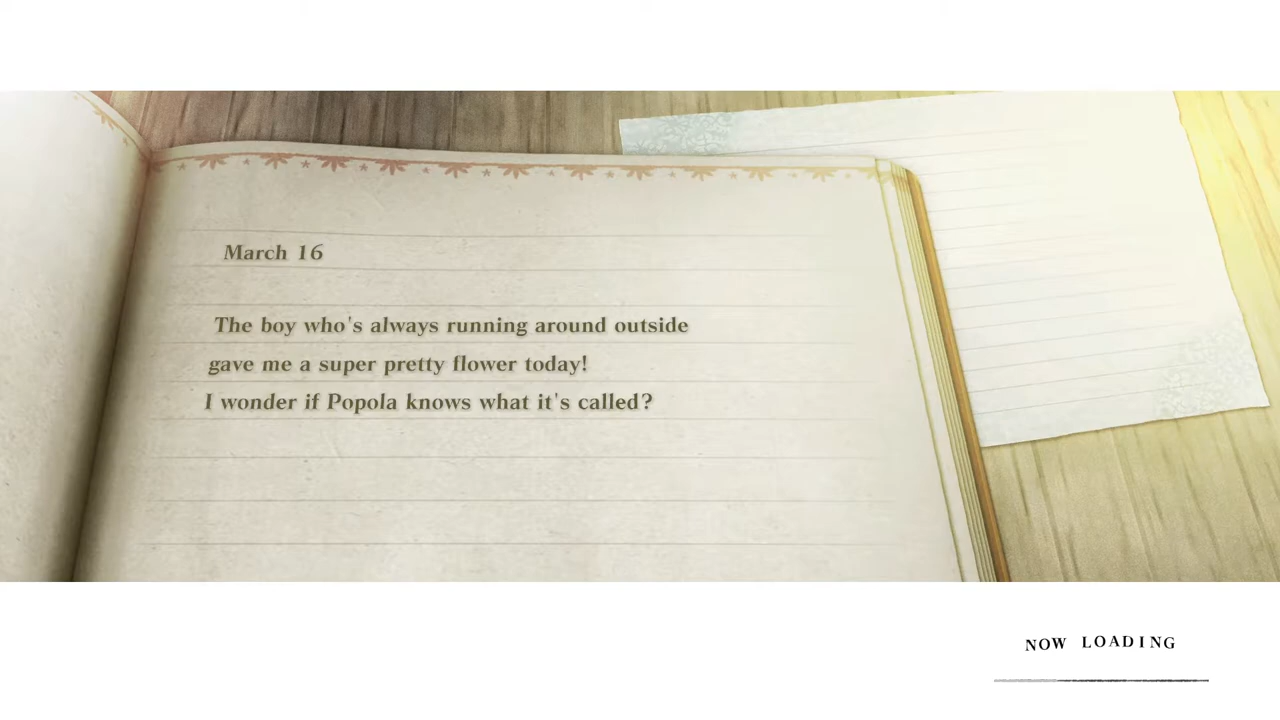 March 16
The boy who's always running around outside
gave me a super pretty flower today!
I wonder if Popola knows what it's called?
NOW LOADING